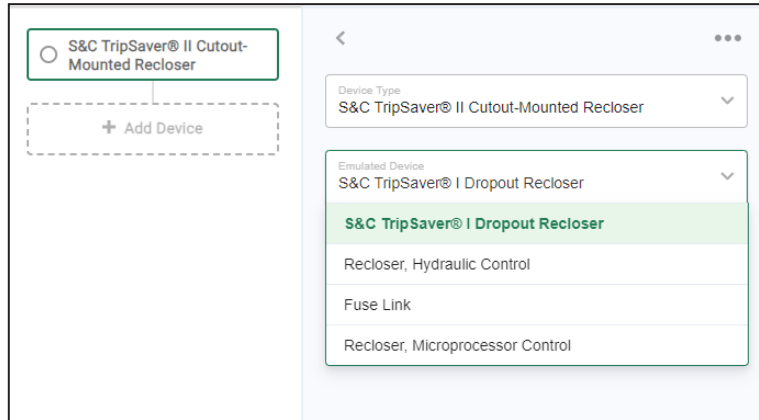 S&C TripSaver® II Cutout-
Mounted Recloser
+ Add Device
Device Type
S&C TripSaver® II Cutout-Mounted Recloser
Emulated Device
S&C TripSaver® I Dropout Recloser
S&C TripSaver® I Dropout Recloser
Recloser, Hydraulic Control
Fuse Link
Recloser, Microprocessor Control